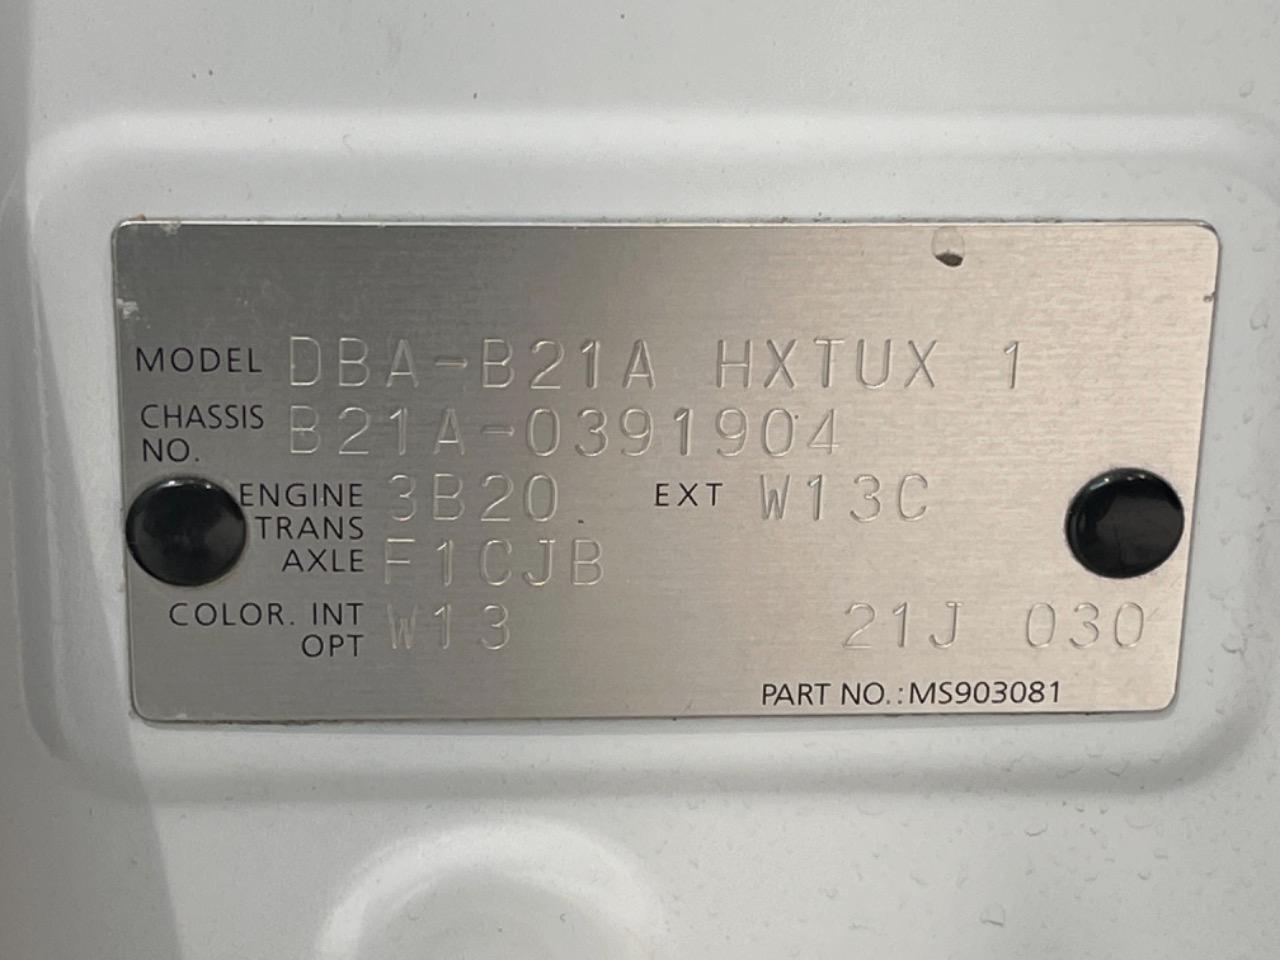 MODEL DBA-B21A HXTUX 1
CHASSIS NO. B21A-0391904
ENGINE 3B20 EXT W13C
TRANS AXLE F1CJB
COLOR. INT OPT W13 21J 030
PART NO.:MS903081